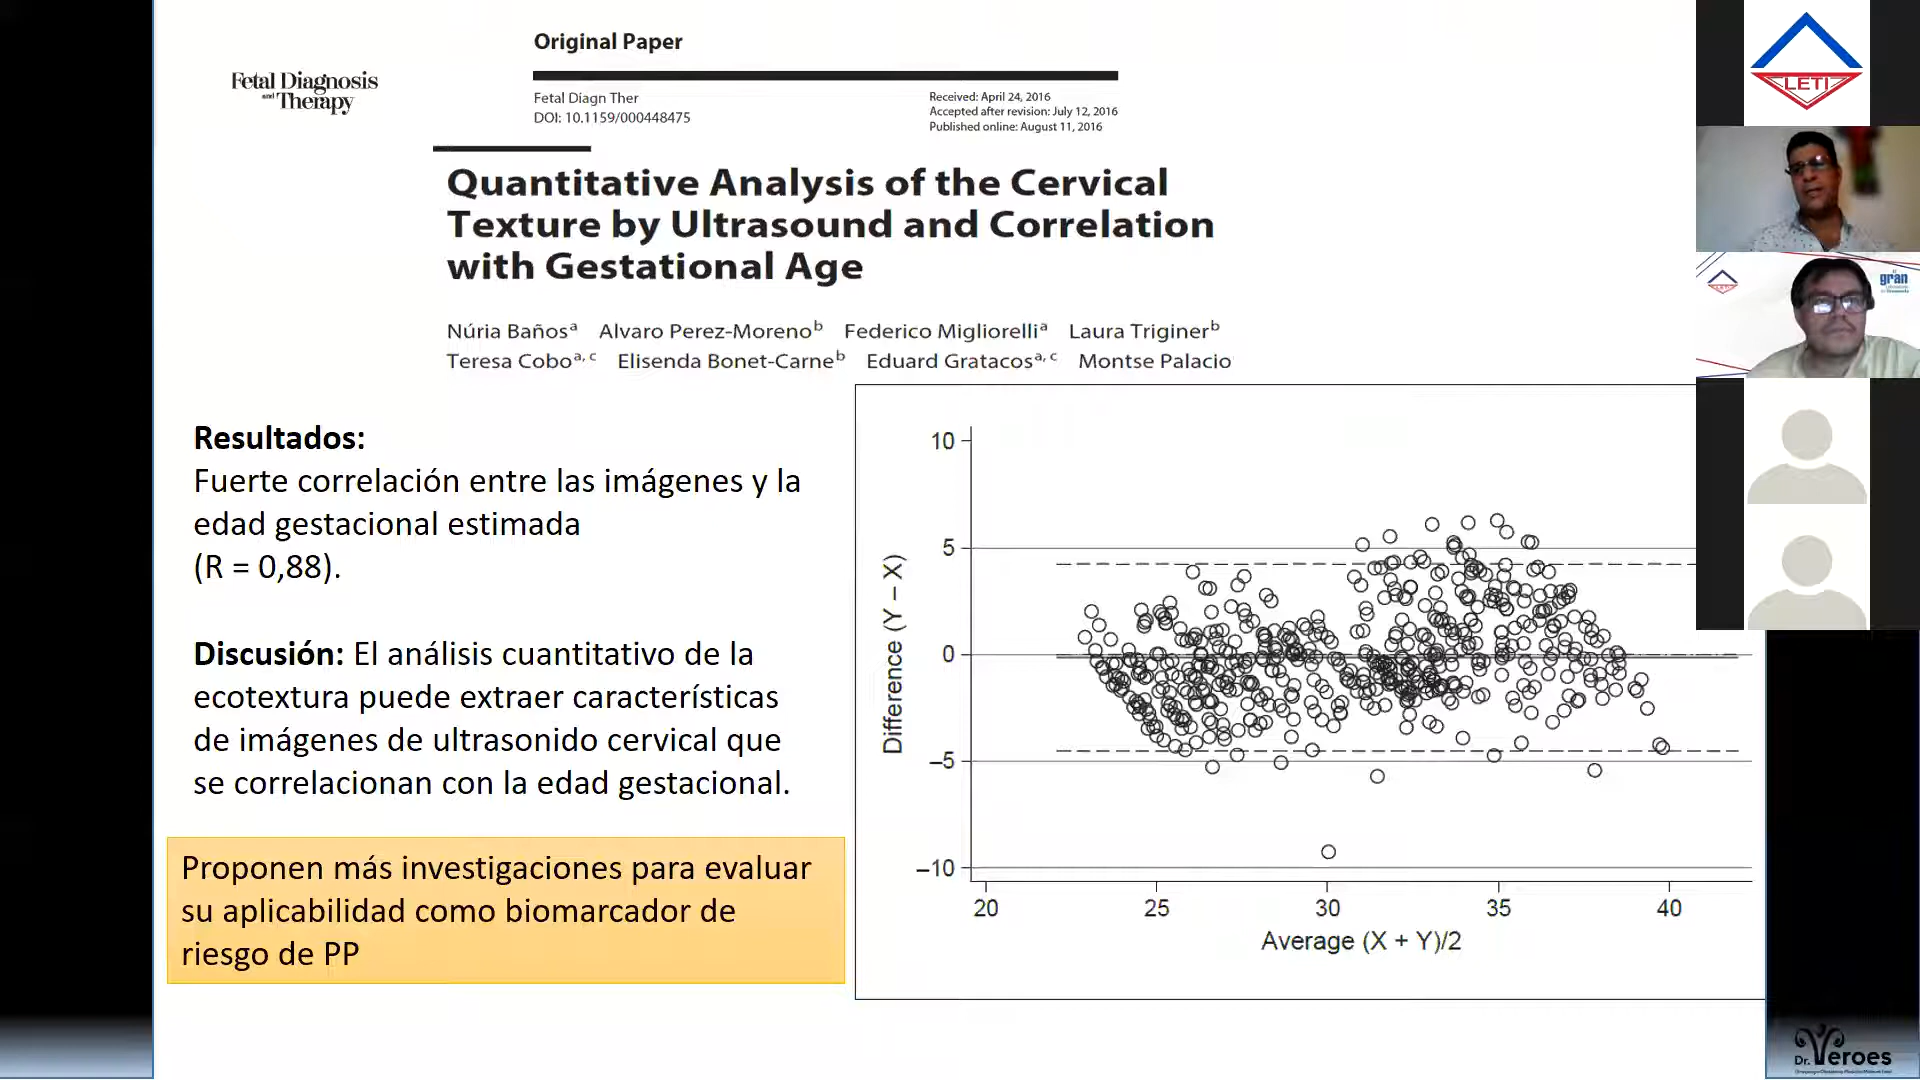 Original Paper
Fetal Diagnosis
and Therapy
Fetal Diagn Ther
DOI: 10.1159/000448475
Received: April 24, 2016
Accepted after revision: July 12, 2016
Published online: August 11, 2016
Quantitative Analysis of the Cervical
Texture by Ultrasound and Correlation
with Gestational Age
Núria Baños a Alvaro Perez-Moreno b Federico Migliorelli a Laura Triginer b
Teresa Cobo a, c Elisenda Bonet-Carne b Eduard Gratacos a, c Montse Palacio
Resultados:
Fuerte correlación entre las imágenes y la
edad gestacional estimada
(R = 0,88).
Discusión: El análisis cuantitativo de la
ecotextura puede extraer características
de imágenes de ultrasonido cervical que
se correlacionan con la edad gestacional.
Proponen más investigaciones para evaluar
su aplicabilidad como biomarcador de
riesgo de PP
Difference (Y – X)
10
5
0
–5
–10
20 25 30 35 40
Average (X + Y)/2
LETI
gran
Dr. Yeroes